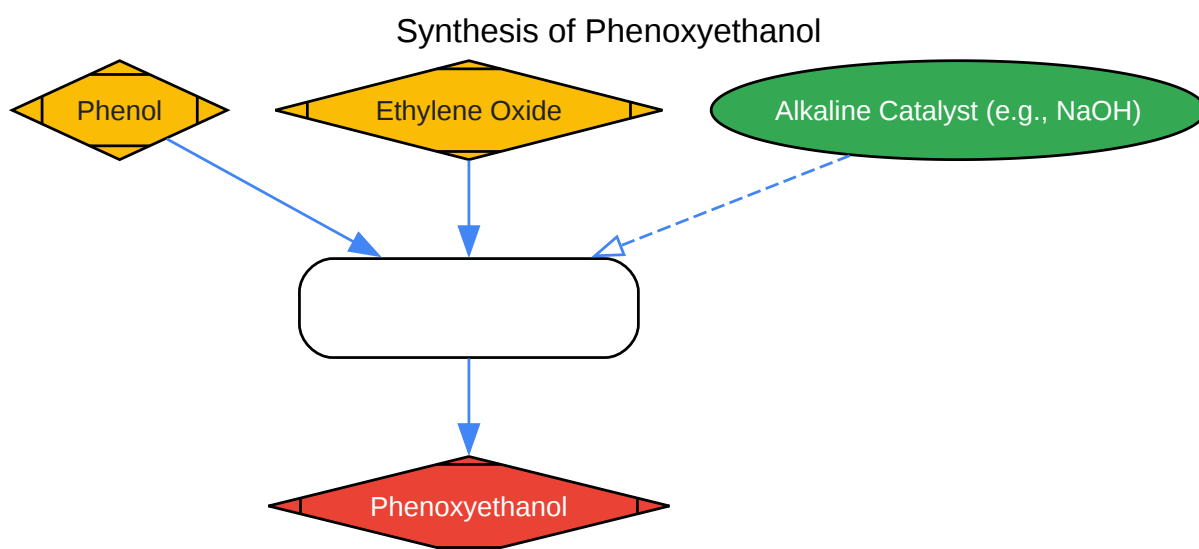 Synthesis of Phenoxyethanol
Phenol
Ethylene Oxide
Alkaline Catalyst (e.g., NaOH)
Phenoxyethanol